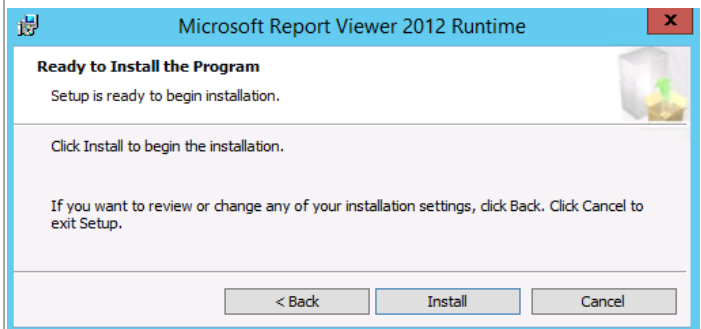 Microsoft Report Viewer 2012 Runtime
x
Ready to Install the Program
Setup is ready to begin installation.
Click Install to begin the installation.
If you want to review or change any of your installation settings, click Back. Click Cancel to
exit Setup.
< Back
Install
Cancel